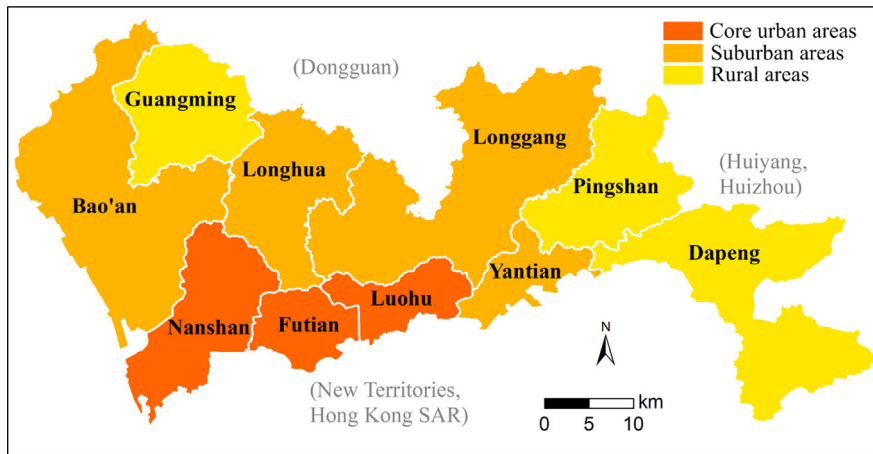 Core urban areas
Suburban areas
Rural areas
(Dongguan)
Guangming
Longgang
Longhua
Pingshan
(Huiyang,
Huizhou)
Bao'an
Dapeng
Yantian
Luohu
Nanshan
Futian
N
(New Territories,
Hong Kong SAR)
km
0 5 10